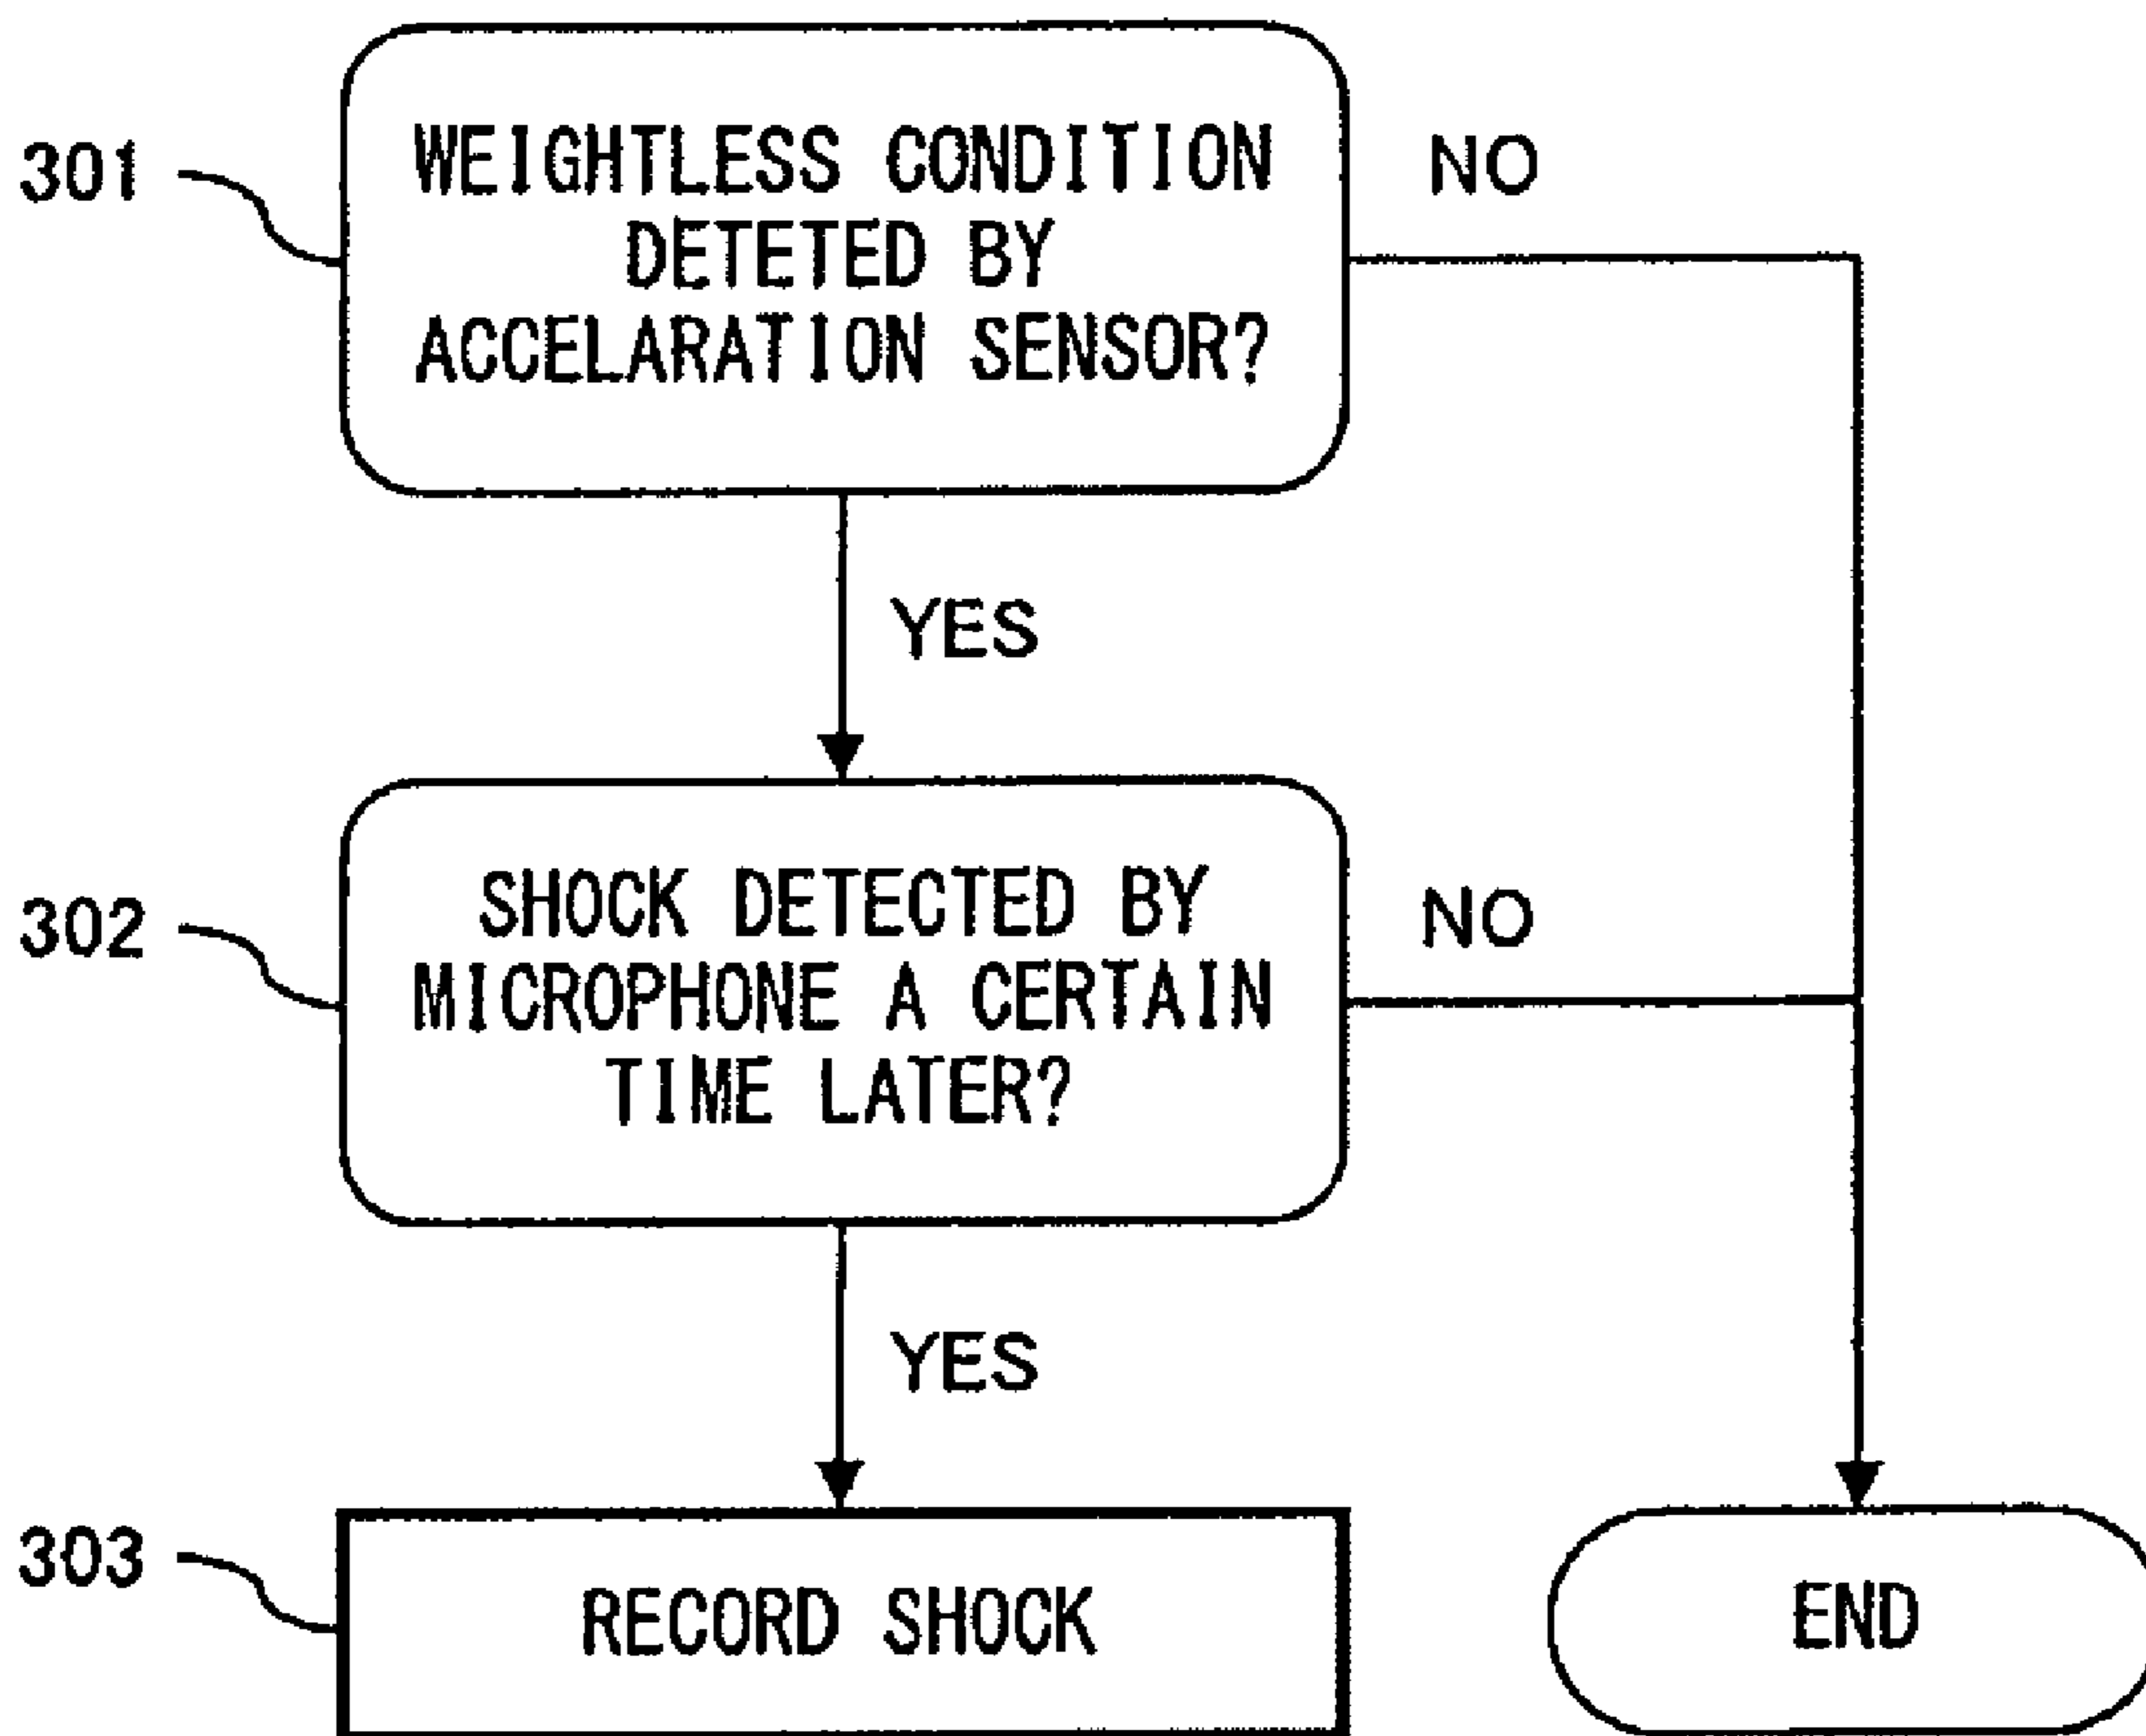 301
WEIGHTLESS CONDITION
DETETED BY
ACCELARATION SENSOR?
NO
YES
302
SHOCK DETECTED BY
MICROPHONE A CERTAIN
TIME LATER?
NO
YES
303
RECORD SHOCK
END